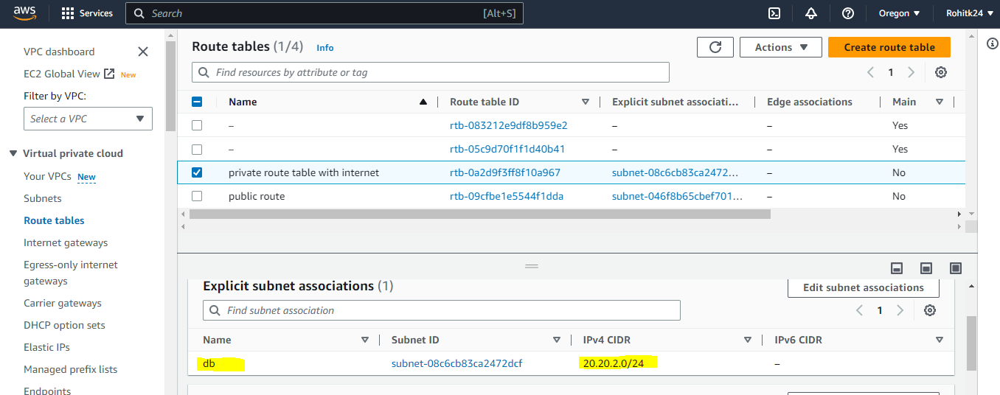 aws
Services
Search
[Alt+S]
Oregon
Rohitk24
VPC dashboard
EC2 Global View New
Filter by VPC:
Select a VPC
Virtual private cloud
Your VPCs New
Subnets
Route tables
Internet gateways
Egress-only internet
gateways
Carrier gateways
DHCP option sets
Elastic IPs
Managed prefix lists
Endpoints
Route tables (1/4) Info
Actions
Create route table
Find resources by attribute or tag
1
Name Route table ID Explicit subnet associati... Edge associations Main
– rtb-083212e9df8b959e2 – – Yes
– rtb-05c9d70f1f1d40b41 – – Yes
private route table with internet rtb-0a2d9f3ff8f10a967 subnet-08c6cb83ca2472... – No
public route rtb-09cfbe1e5544f1dda subnet-046f8b65cbef701... – No
Explicit subnet associations (1)
Edit subnet associations
Find subnet association
1
Name Subnet ID IPv4 CIDR IPv6 CIDR
db subnet-08c6cb83ca2472dcf 20.20.2.0/24 –